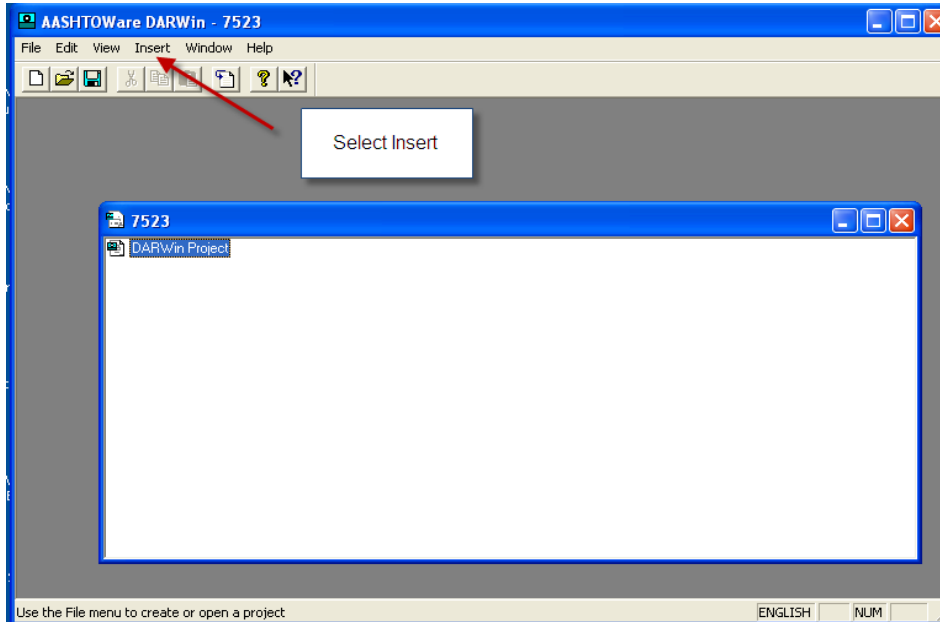 AASHTOWare DARWin - 7523
File Edit View Insert Window Help
Select Insert
7523
DARWin Project
Use the File menu to create or open a project
ENGLISH NUM